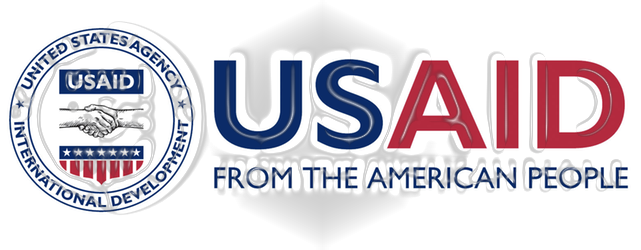 UNITED STATES AGENCY
USAID
INTERNATIONAL DEVELOPMENT
USAID
FROM THE AMERICAN PEOPLE